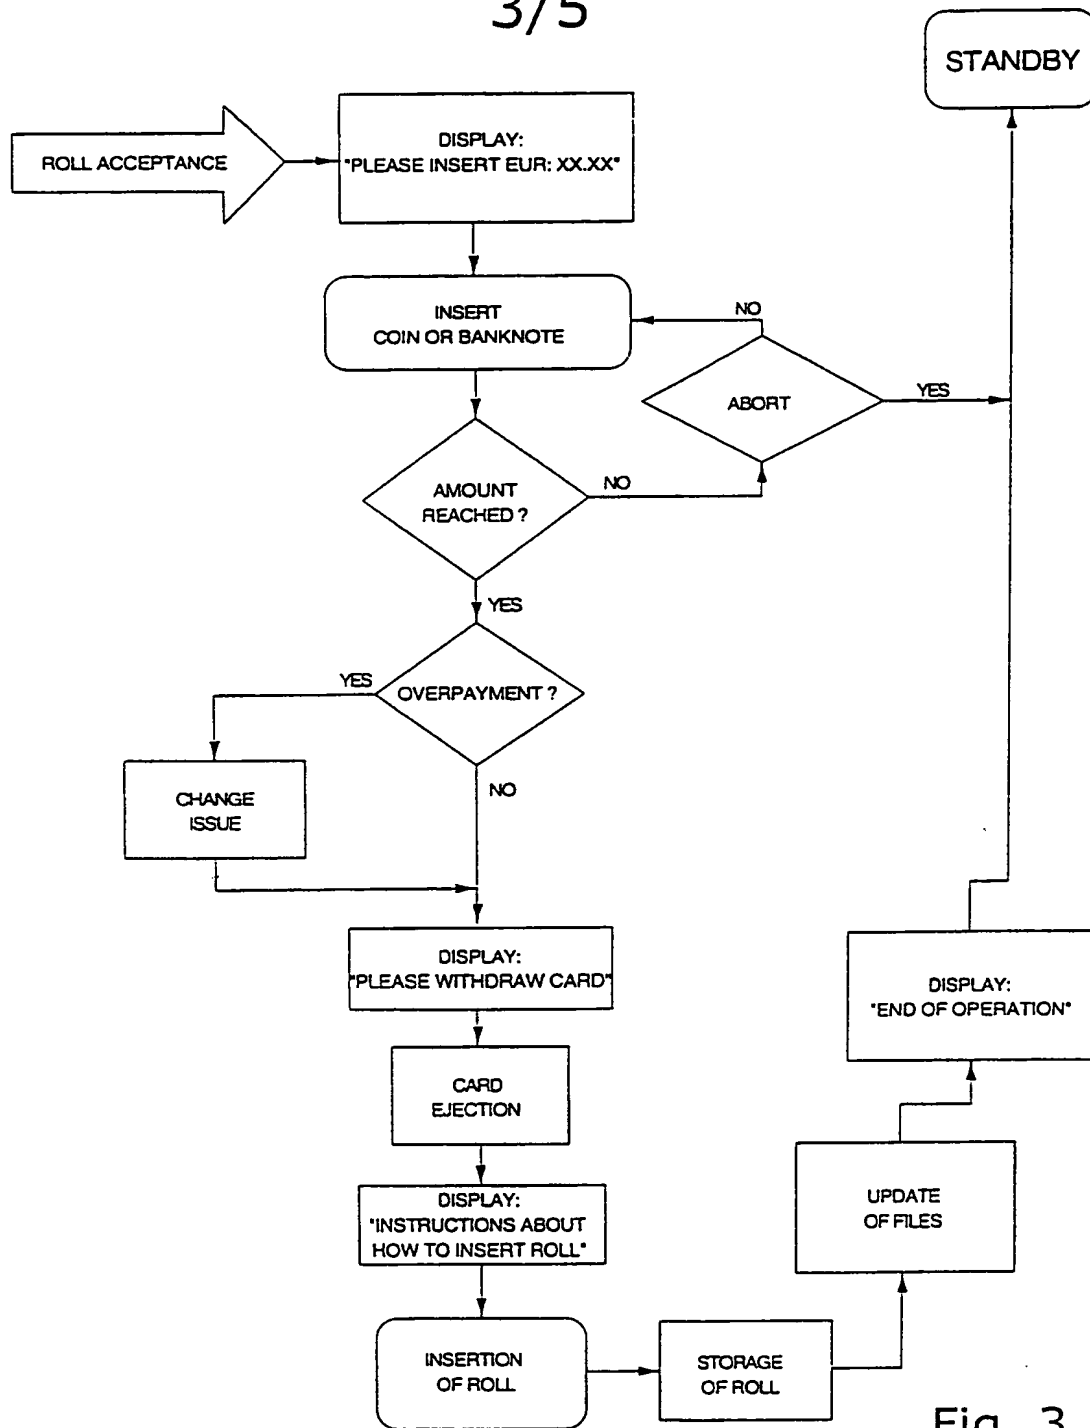 3/5
STANDBY
ROLL ACCEPTANCE
DISPLAY:
"PLEASE INSERT EUR: XX.XX"
INSERT
COIN OR BANKNOTE
NO
ABORT
YES
AMOUNT
REACHED ?
NO
YES
OVERPAYMENT ?
YES
NO
CHANGE
ISSUE
DISPLAY:
"PLEASE WITHDRAW CARD"
CARD
EJECTION
DISPLAY:
"INSTRUCTIONS ABOUT
HOW TO INSERT ROLL"
INSERTION
OF ROLL
STORAGE
OF ROLL
UPDATE
OF FILES
DISPLAY:
"END OF OPERATION"
Fig. 3